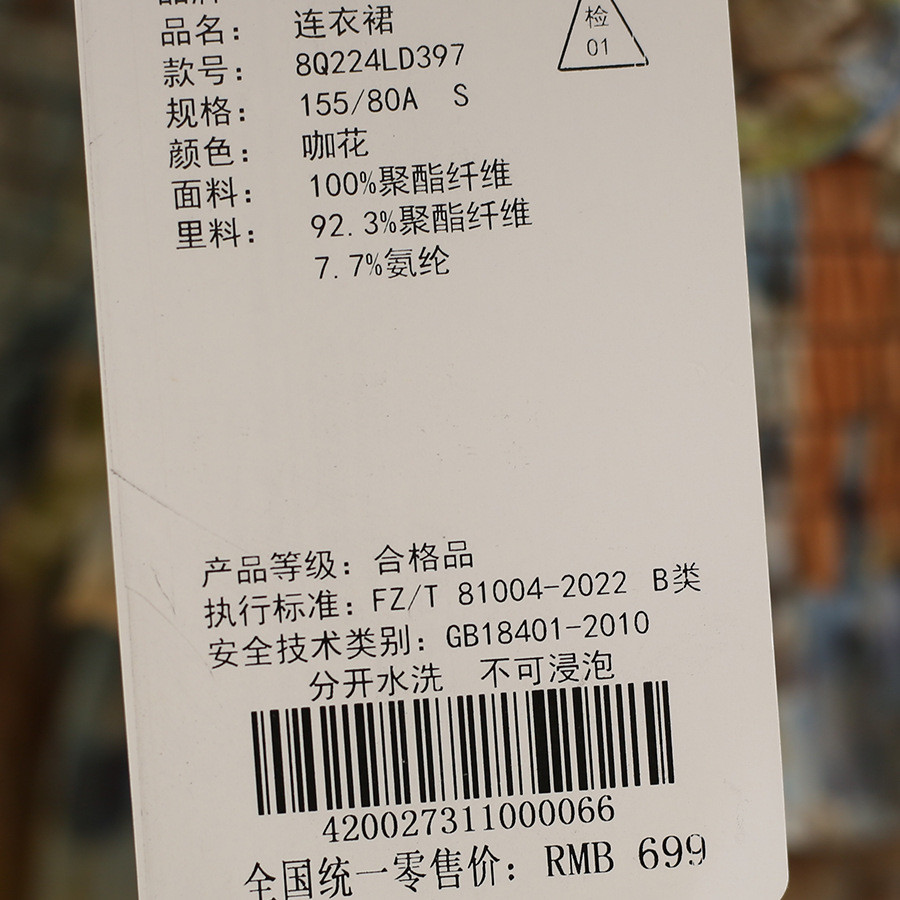 品名： 连衣裙
检
01
款号： 8Q224LD397
规格： 155/80A S
颜色： 咖花
面料： 100%聚酯纤维
里料： 92.3%聚酯纤维
7.7%氨纶
产品等级：合格品
执行标准：FZ/T 81004-2022 B类
安全技术类别：GB18401-2010
分开水洗 不可浸泡
420027311000066
全国统一零售价：RMB 699